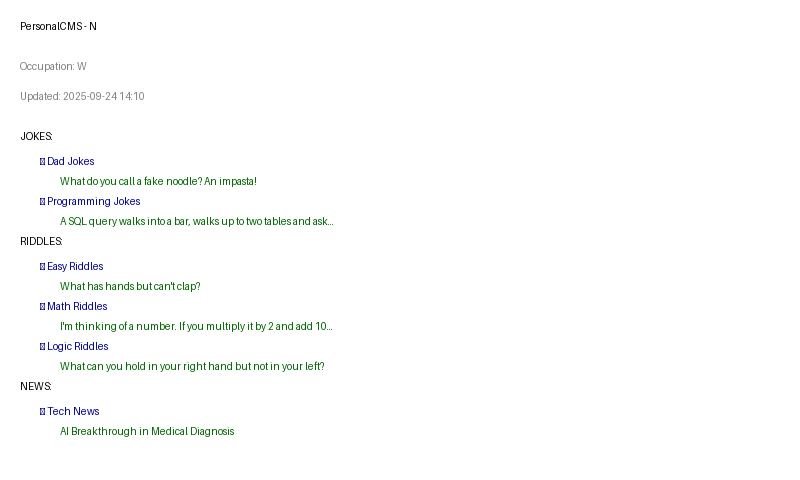 PersonalCMS - N
Occupation: W
Updated: 2025-09-24 14:10
JOKES:
Dad Jokes
What do you call a fake noodle? An impasta!
Programming Jokes
A SQL query walks into a bar, walks up to two tables and ask...
RIDDLES:
Easy Riddles
What has hands but can't clap?
Math Riddles
I'm thinking of a number. If you multiply it by 2 and add 10...
Logic Riddles
What can you hold in your right hand but not in your left?
NEWS:
Tech News
AI Breakthrough in Medical Diagnosis